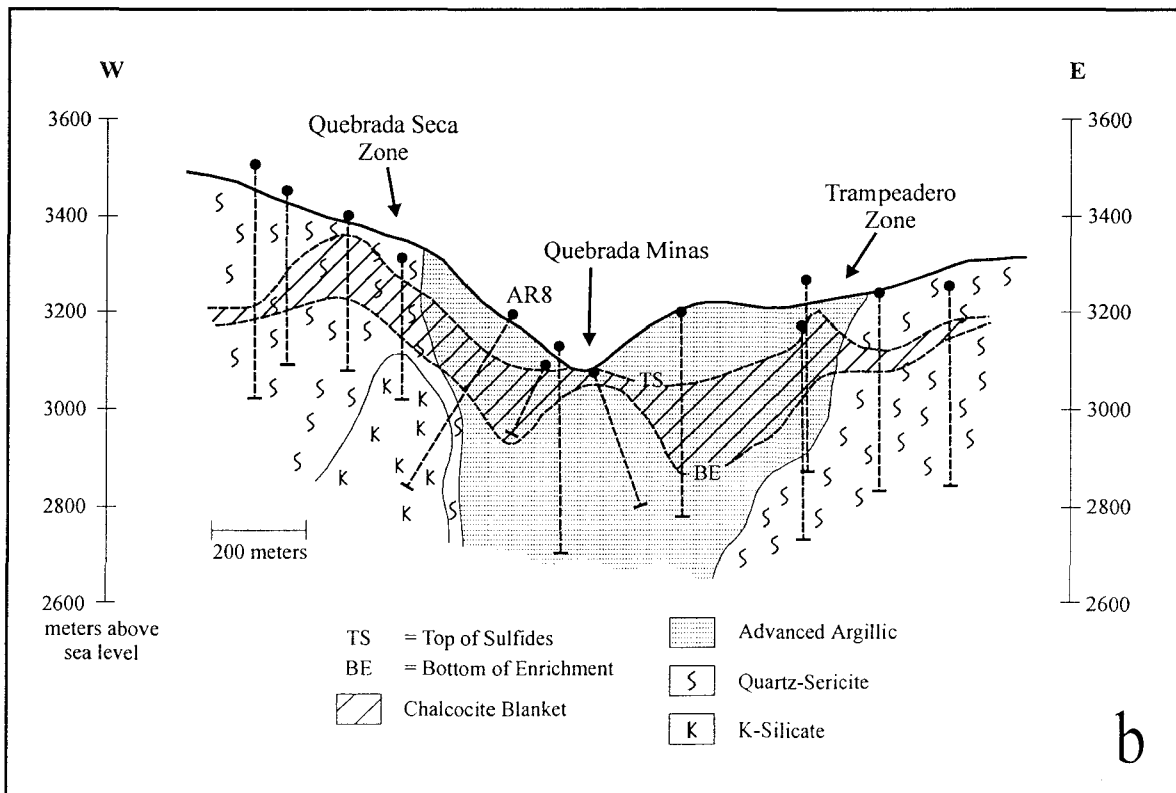 W
E
3600
3400
3200
3000
2800
2600
meters above
sea level
Quebrada Seca
Zone
Quebrada Minas
Trampeadero
Zone
AR8
TS
BE
K
S
200 meters
3600
3400
3200
3000
2800
2600
TS = Top of Sulfides
BE = Bottom of Enrichment
Chalcocite Blanket
Advanced Argillic
S Quartz-Sericite
K K-Silicate
b